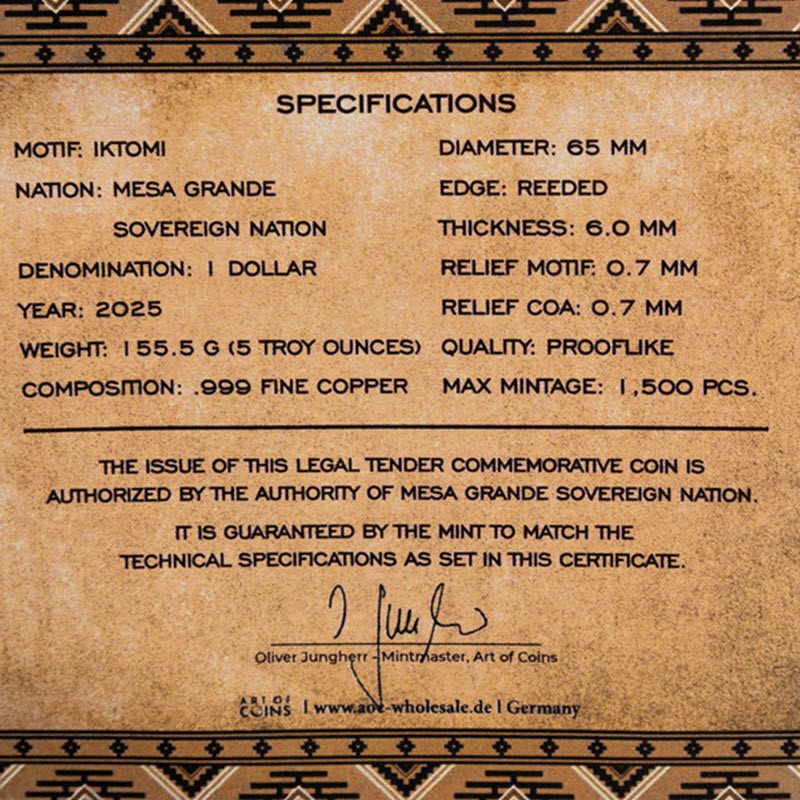 SPECIFICATIONS
MOTIF: IKTOMI
NATION: MESA GRANDE
SOVEREIGN NATION
DENOMINATION: 1 DOLLAR
YEAR: 2025
WEIGHT: 155.5 G (5 TROY OUNCES)
COMPOSITION: .999 FINE COPPER
DIAMETER: 65 MM
EDGE: REEDED
THICKNESS: 6.0 MM
RELIEF MOTIF: 0.7 MM
RELIEF COA: 0.7 MM
QUALITY: PROOFLIKE
MAX MINTAGE: 1,500 PCS.
THE ISSUE OF THIS LEGAL TENDER COMMEMORATIVE COIN IS
AUTHORIZED BY THE AUTHORITY OF MESA GRANDE SOVEREIGN NATION.
IT IS GUARANTEED BY THE MINT TO MATCH THE
TECHNICAL SPECIFICATIONS AS SET IN THIS CERTIFICATE.
Oliver Jungherr - Mintmaster, Art of Coins
ART OF
COINS | www.aoc-wholesale.de | Germany